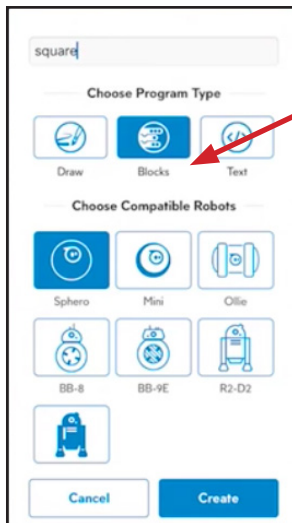 square
Choose Program Type
Draw Blocks Text
Choose Compatible Robots
Sphero Mini Ollie
BB-8 BB-9E R2-D2
Cancel Create